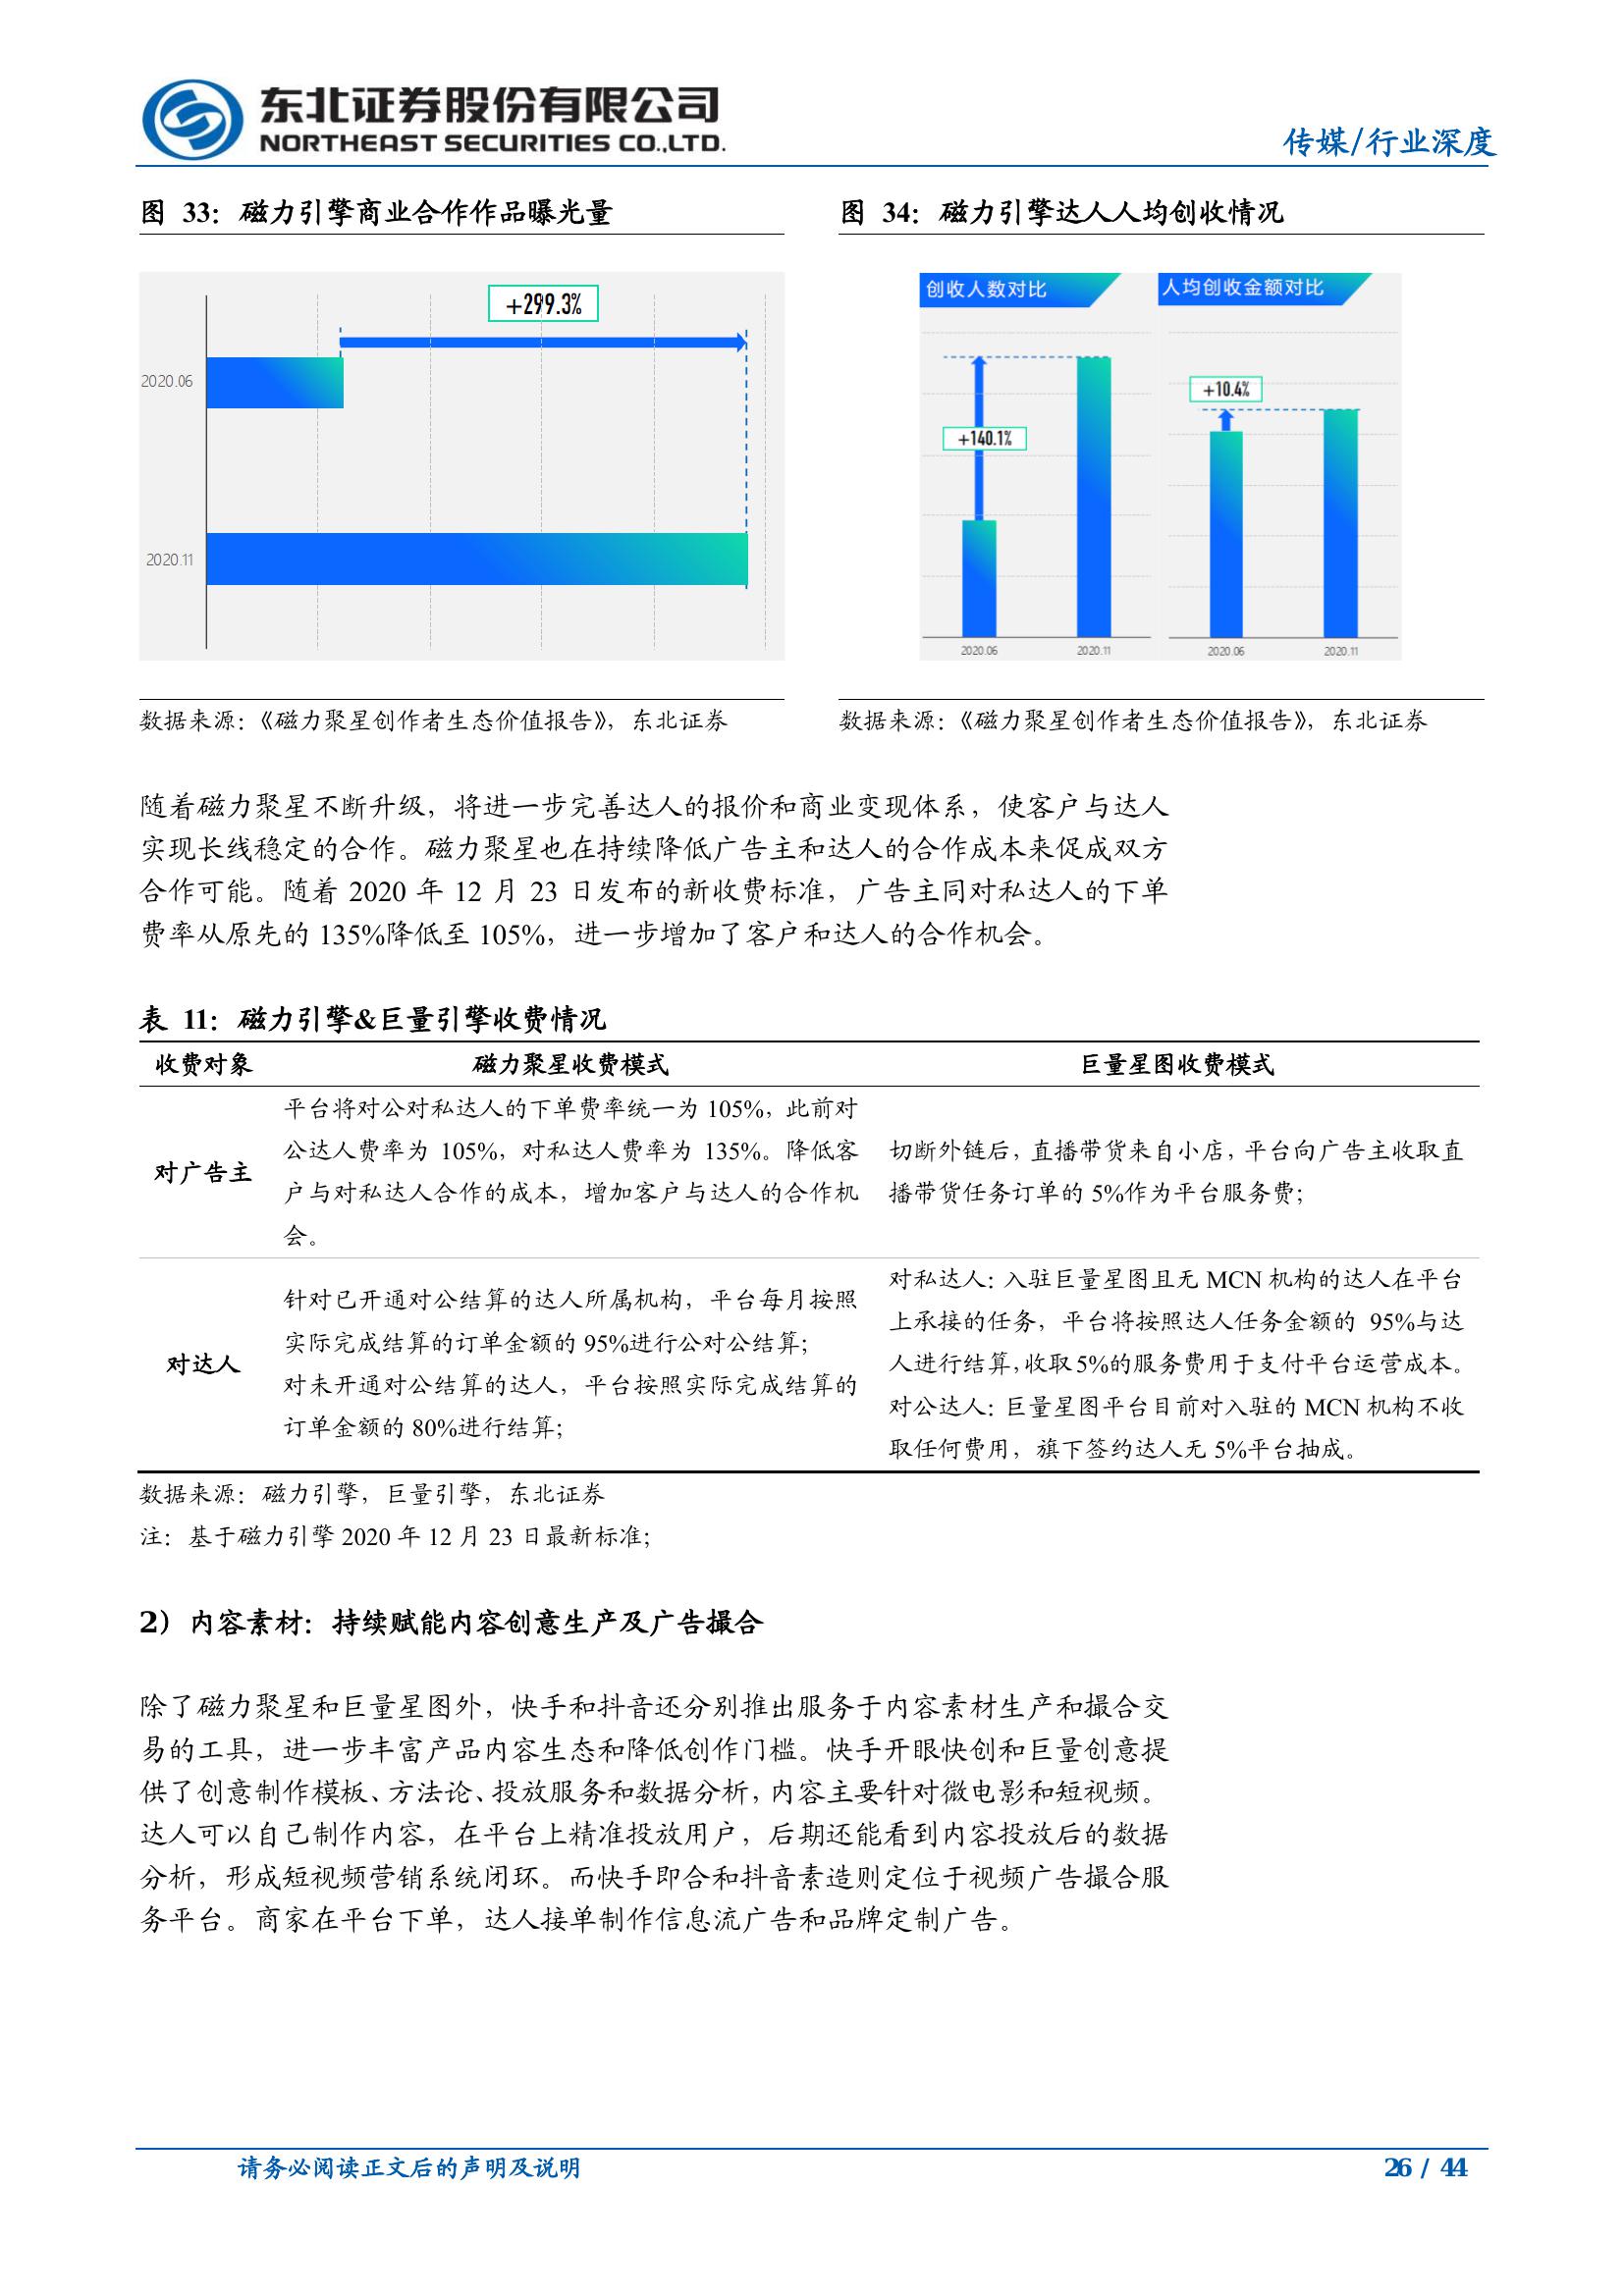 东北证券股份有限公司
NORTHEAST SECURITIES CO.,LTD.
传媒/行业深度
图 33：磁力引擎商业合作作品曝光量
+299.3%
2020.06
2020.11
数据来源：《磁力聚星创作者生态价值报告》，东北证券
图 34：磁力引擎达人人均创收情况
创收人数对比
+140.1%
2020.06
2020.11
人均创收金额对比
+10.4%
2020.06
2020.11
数据来源：《磁力聚星创作者生态价值报告》，东北证券
随着磁力聚星不断升级，将进一步完善达人的报价和商业变现体系，使客户与达人
实现长线稳定的合作。磁力聚星也在持续降低广告主和达人的合作成本来促成双方
合作可能。随着 2020 年 12 月 23 日发布的新收费标准，广告主同对私达人的下单
费率从原先的 135%降低至 105%，进一步增加了客户和达人的合作机会。
表 11：磁力引擎&巨量引擎收费情况
收费对象
磁力聚星收费模式
巨量星图收费模式
对广告主
平台将对公对私达人的下单费率统一为 105%，此前对
公达人费率为 105%，对私达人费率为 135%。降低客
户与对私达人合作的成本，增加客户与达人的合作机
会。
切断外链后，直播带货来自小店，平台向广告主收取直
播带货任务订单的 5%作为平台服务费；
对达人
针对已开通对公结算的达人所属机构，平台每月按照
实际完成结算的订单金额的 95%进行公对公结算；
对未开通对公结算的达人，平台按照实际完成结算的
订单金额的 80%进行结算；
对私达人：入驻巨量星图且无 MCN 机构的达人在平台
上承接的任务，平台将按照达人任务金额的 95%与达
人进行结算，收取 5%的服务费用于支付平台运营成本。
对公达人：巨量星图平台目前对入驻的 MCN 机构不收
取任何费用，旗下签约达人无 5%平台抽成。
数据来源：磁力引擎，巨量引擎，东北证券
注：基于磁力引擎 2020 年 12 月 23 日最新标准；
2）内容素材：持续赋能内容创意生产及广告撮合
除了磁力聚星和巨量星图外，快手和抖音还分别推出服务于内容素材生产和撮合交
易的工具，进一步丰富产品内容生态和降低创作门槛。快手开眼快创和巨量创意提
供了创意制作模板、方法论、投放服务和数据分析，内容主要针对微电影和短视频。
达人可以自己制作内容，在平台上精准投放用户，后期还能看到内容投放后的数据
分析，形成短视频营销系统闭环。而快手即合和抖音素造则定位于视频广告撮合服
务平台。商家在平台下单，达人接单制作信息流广告和品牌定制广告。
请务必阅读正文后的声明及说明
26 / 44